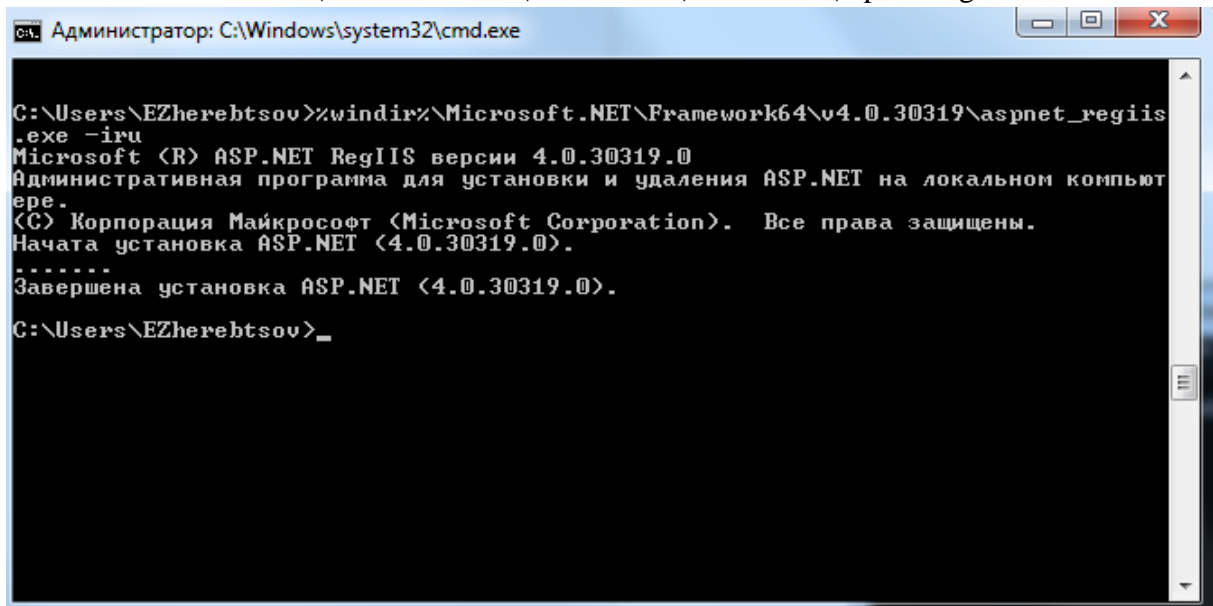 Администратор: C:\Windows\system32\cmd.exe
C:\Users\EZherebtsov>%windir%\Microsoft.NET\Framework64\v4.0.30319\aspnet_regiis
.exe -iru
Microsoft (R) ASP.NET RegIIS версии 4.0.30319.0
Административная программа для установки и удаления ASP.NET на локальном компьют
ере.
(C) Корпорация Майкрософт (Microsoft Corporation).  Все права защищены.
Начата установка ASP.NET (4.0.30319.0).
.......
Завершена установка ASP.NET (4.0.30319.0).
C:\Users\EZherebtsov>_